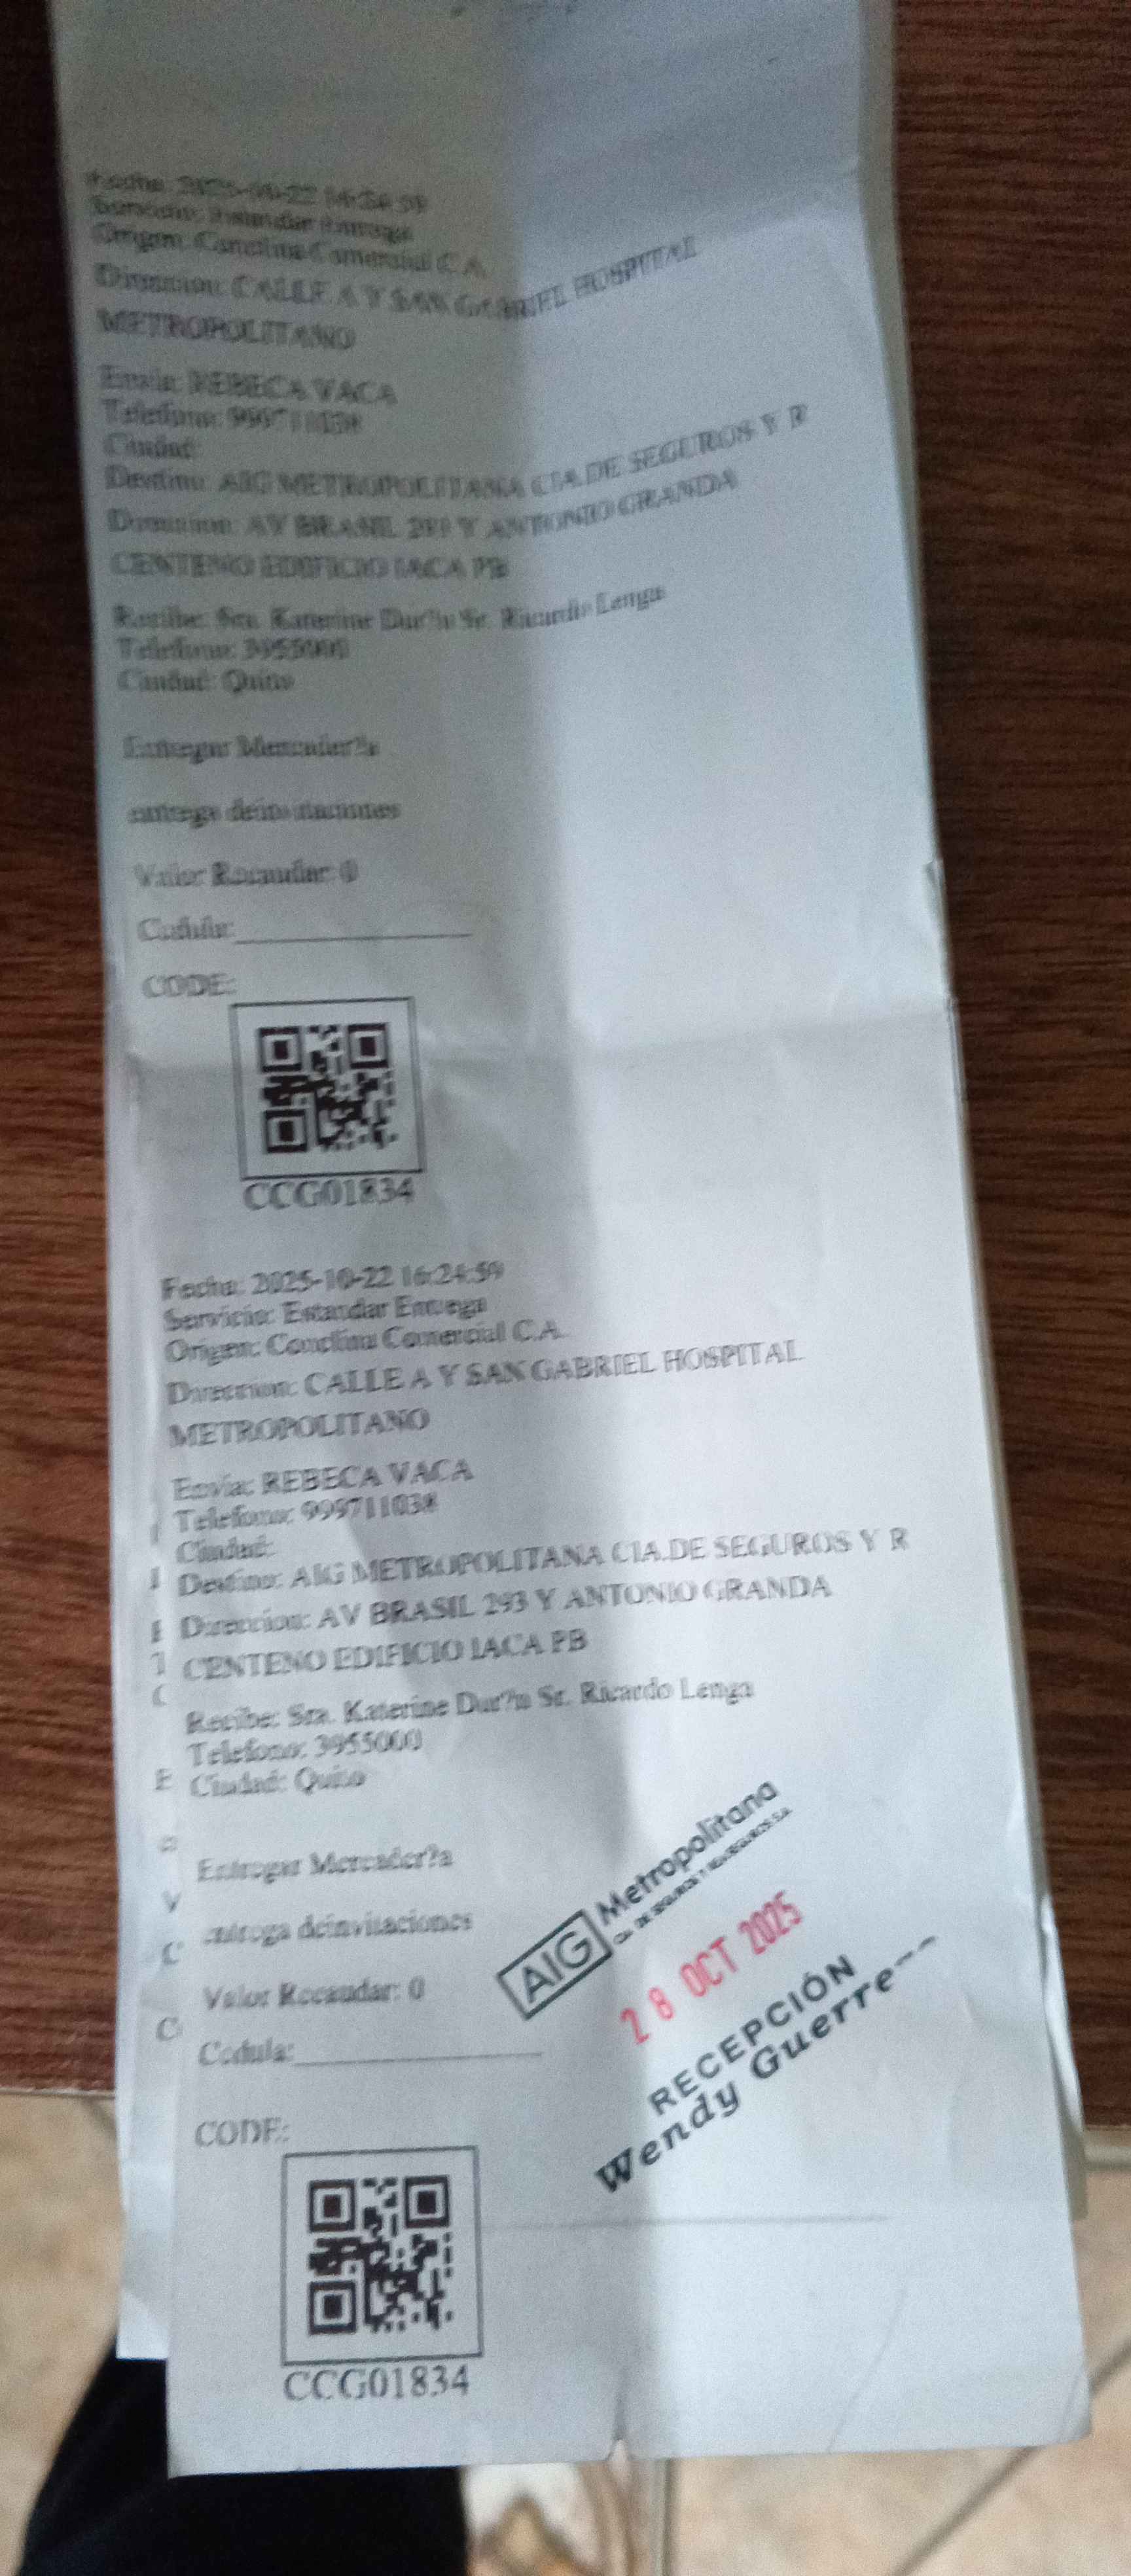 Fecha: 2025-10-22 16:24:59
Servicio: Estandar Entrega
Origen: Conclina Comercial C.A.
Direccion: CALLE A Y SAN GABRIEL HOSPITAL
METROPOLITANO
Envia: REBECA VACA
Telefono: 999711038
Ciudad:
Destino: AIG METROPOLITANA CIA.DE SEGUROS Y R
Direccion: AV BRASIL 293 Y ANTONIO GRANDA
CENTENO EDIFICIO IACA PB
Recibe: Sra. Katerine Dur?n Sr. Ricardo Lenga
Telefono: 3955000
Ciudad: Quito
Entregar Mercader?a
entrega deinvitaciones
Valor Recaudar: 0
Cedula:
CODE:
CCG01834
Fecha: 2025-10-22 16:24:59
Servicio: Estandar Entrega
Origen: Conclina Comercial C.A.
Direccion: CALLE A Y SAN GABRIEL HOSPITAL
METROPOLITANO
Envia: REBECA VACA
Telefono: 999711038
Ciudad:
Destino: AIG METROPOLITANA CIA.DE SEGUROS Y R
Direccion: AV BRASIL 293 Y ANTONIO GRANDA
CENTENO EDIFICIO IACA PB
Recibe: Sra. Katerine Dur?n Sr. Ricardo Lenga
Telefono: 3955000
Ciudad: Quito
Entregar Mercader?a
entrega deinvitaciones
Valor Recaudar: 0
Cedula:
AIG Metropolitana
CIA. DE SEGUROS Y REASEGUROS S.A.
28 OCT 2025
RECEPCIÓN
Wendy Guerre--
CODE:
CCG01834